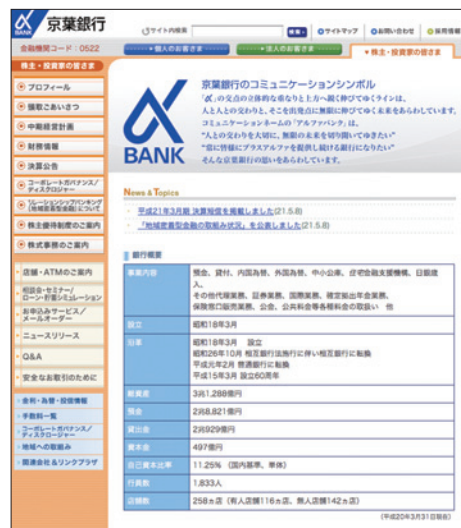 BANK
京葉銀行
サイト内検索
検索
サイトマップ
お問い合わせ
採用情報
金融機関コード：0522
個人のお客さま
法人のお客さま
株主・投資家の皆さま
株主・投資家の皆さま
プロフィール
頭取ごあいさつ
中期経営計画
財務情報
決算公告
コーポレートガバナンス／
ディスクロジャー
リレーションシップバンキング
（地域密着型金融）について
株主優待制度のご案内
株式事務のご案内
店舗・ATMのご案内
相談会・セミナー／
ローン・貯蓄シミュレーション
お申込みサービス／
メールオーダー
ニュースリリース
Q&A
安全なお取引のために
金利・為替・投信情報
手数料一覧
コーポレートガバナンス／
ディスクロージャー
地域への取組み
関連会社＆リンクプラザ
BANK
京葉銀行のコミュニケーションシンボル
「α」の交点の立体的な重なりと上方へ鋭く伸びてゆくラインは、
人と人との交わりと、そこを出発点に無限に伸びてゆく未来をあらわしています。
コミュニケーションネームの「アルファバンク」は、
“人との交わりを大切に、無限の未来を切り開いてゆきたい”
“常に皆様にプラスアルファを提供し続ける銀行になりたい”
そんな京葉銀行の思いをあらわしています。
News & Topics
平成21年3月期 決算短信を掲載しました(21.5.8)
「地域密着型金融の取組み状況」を公表しました(21.5.8)
銀行概要
事業内容
預金、貸付、内国為替、外国為替、中小公庫、住宅金融支援機構、日銀歳
入、
その他代理業務、証券業務、国際業務、確定拠出年金業務、
保険窓口販売業務、公金、公共料金等各種料金の取扱い 他
設立
昭和18年3月
沿革
昭和18年3月 設立
昭和26年10月 相互銀行法施行に伴い相互銀行に転換
平成元年2月 普通銀行に転換
平成15年3月 設立60周年
総資産
3兆1,288億円
預金
2兆8,821億円
貸出金
2兆929億円
資本金
497億円
自己資本比率
11.25% （国内基準、単体）
行員数
1,833人
店舗数
258ヵ店（有人店舗116ヵ店、無人店舗142ヵ店）
（平成20年3月31日現在）